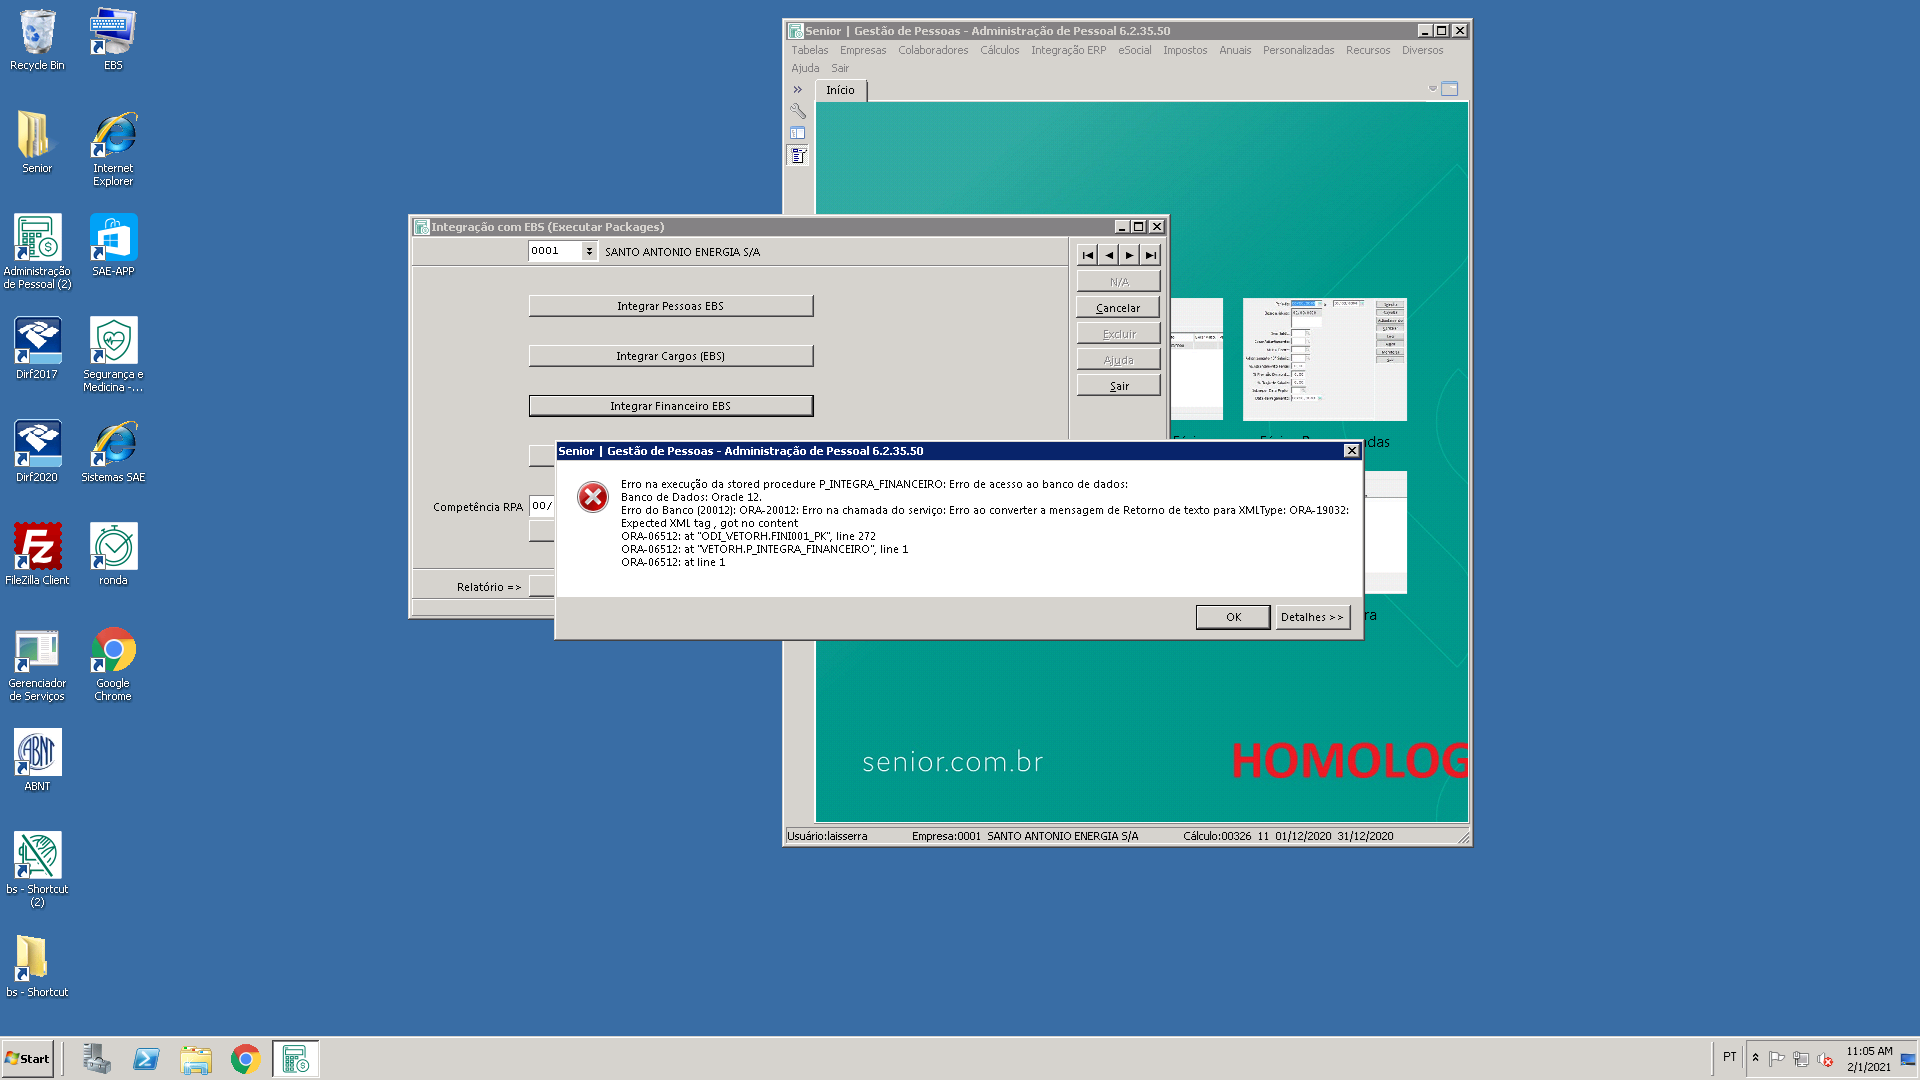 Recycle Bin
EBS
Senior
Internet
Explorer
Administração
de Pessoal (2)
SAE-APP
Dirf2017
Segurança e
Medicina -...
Dirf2020
Sistemas SAE
FileZilla Client
ronda
Gerenciador
de Serviços
Google
Chrome
ABNT
ABNT
bs - Shortcut
(2)
bs - Shortcut
Senior | Gestão de Pessoas - Administração de Pessoal 6.2.35.50
Tabelas Empresas Colaboradores Cálculos Integração ERP eSocial Impostos Anuais Personalizadas Recursos Diversos
Ajuda Sair
Início
Integração com EBS (Executar Packages)
0001 SANTO ANTONIO ENERGIA S/A
Integrar Pessoas EBS
Integrar Cargos (EBS)
Integrar Financeiro EBS
Competência RPA 00/
Relatório =>
N/A
Cancelar
Excluir
Ajuda
Sair
Senior | Gestão de Pessoas - Administração de Pessoal 6.2.35.50
Erro na execução da stored procedure P_INTEGRA_FINANCEIRO: Erro de acesso ao banco de dados:
Banco de Dados: Oracle 12.
Erro do Banco (20012): ORA-20012: Erro na chamada do serviço: Erro ao converter a mensagem de Retorno de texto para XMLType: ORA-19032:
Expected XML tag , got no content
ORA-06512: at "ODI_VETORH.FINI001_PK", line 272
ORA-06512: at "VETORH.P_INTEGRA_FINANCEIRO", line 1
ORA-06512: at line 1
OK
Detalhes >>
das
ra
senior.com.br
HOMOLOG
Usuário:laisserra Empresa:0001 SANTO ANTONIO ENERGIA S/A Cálculo:00326 11 01/12/2020 31/12/2020
Start
PT
11:05 AM
2/1/2021